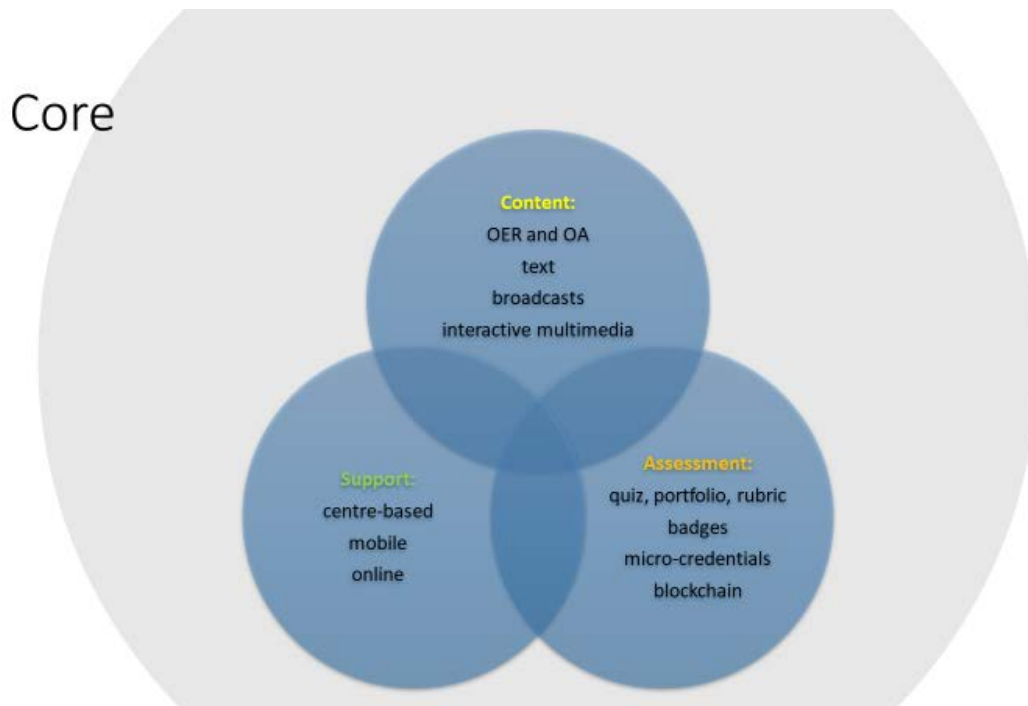 Core
Content:
OER and OA
text
broadcasts
interactive multimedia
Support:
centre-based
mobile
online
Assessment:
quiz, portfolio, rubric
badges
micro-credentials
blockchain